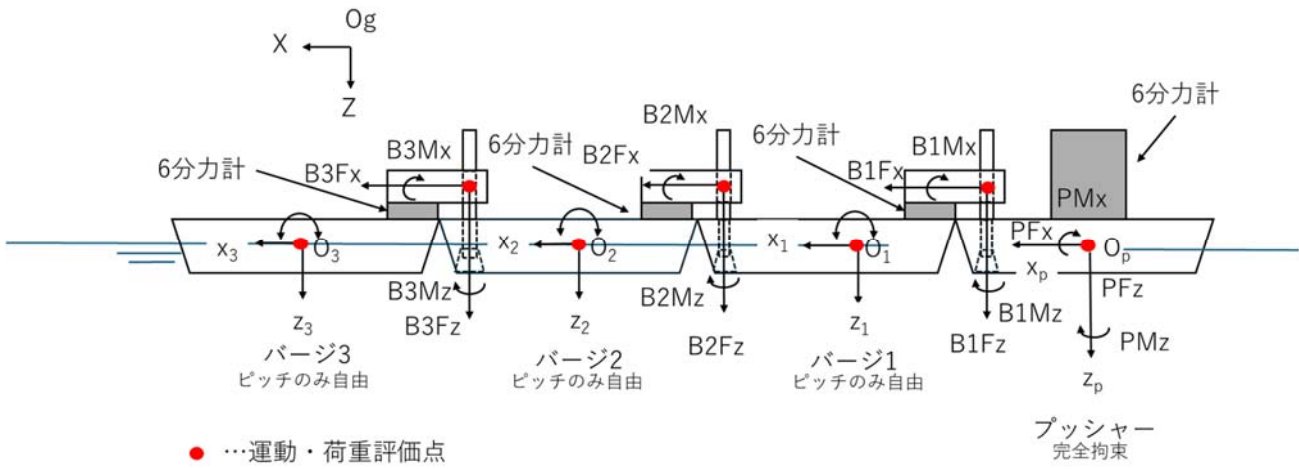 Og
X
Z
6分力計
B3Mx
B3Fx
6分力計
B2Mx
B2Fx
6分力計
B1Mx
B1Fx
6分力計
PMx
PFx
x₃
O₃
x₂
O₂
x₁
O₁
xₚ
Oₚ
PFz
B3Mz
B3Fz
B2Mz
B2Fz
B1Mz
B1Fz
PMz
z₃
z₂
z₁
zₚ
バージ3
ピッチのみ自由
バージ2
ピッチのみ自由
バージ1
ピッチのみ自由
プッシャー
完全拘束
…運動・荷重評価点